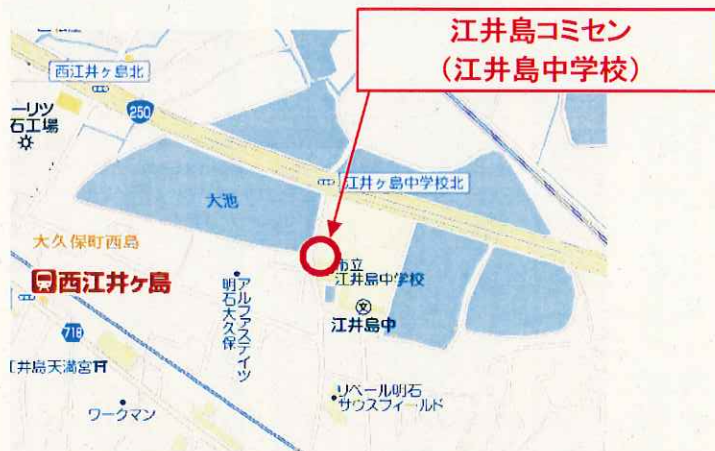 江井島コミセン
(江井島中学校)
西江井ヶ島北
250
ーリツ
石工場
大池
江井ヶ島中学校北
大久保町西島
西江井ヶ島
市立
江井島中学校
アルファステイツ
明石大久保
文
江井島中
718
江井島天満宮
リベール明石
サウスフィールド
ワークマン